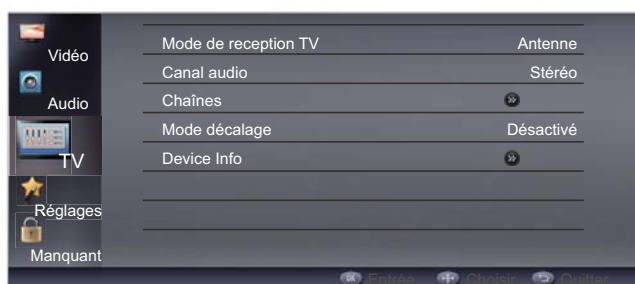 Vidéo
Audio
TV
Réglages
Manquant
Mode de reception TV Antenne
Canal audio Stéréo
Chaînes
Mode décalage Désactivé
Device Info
OK Entrée Choisir Quitter